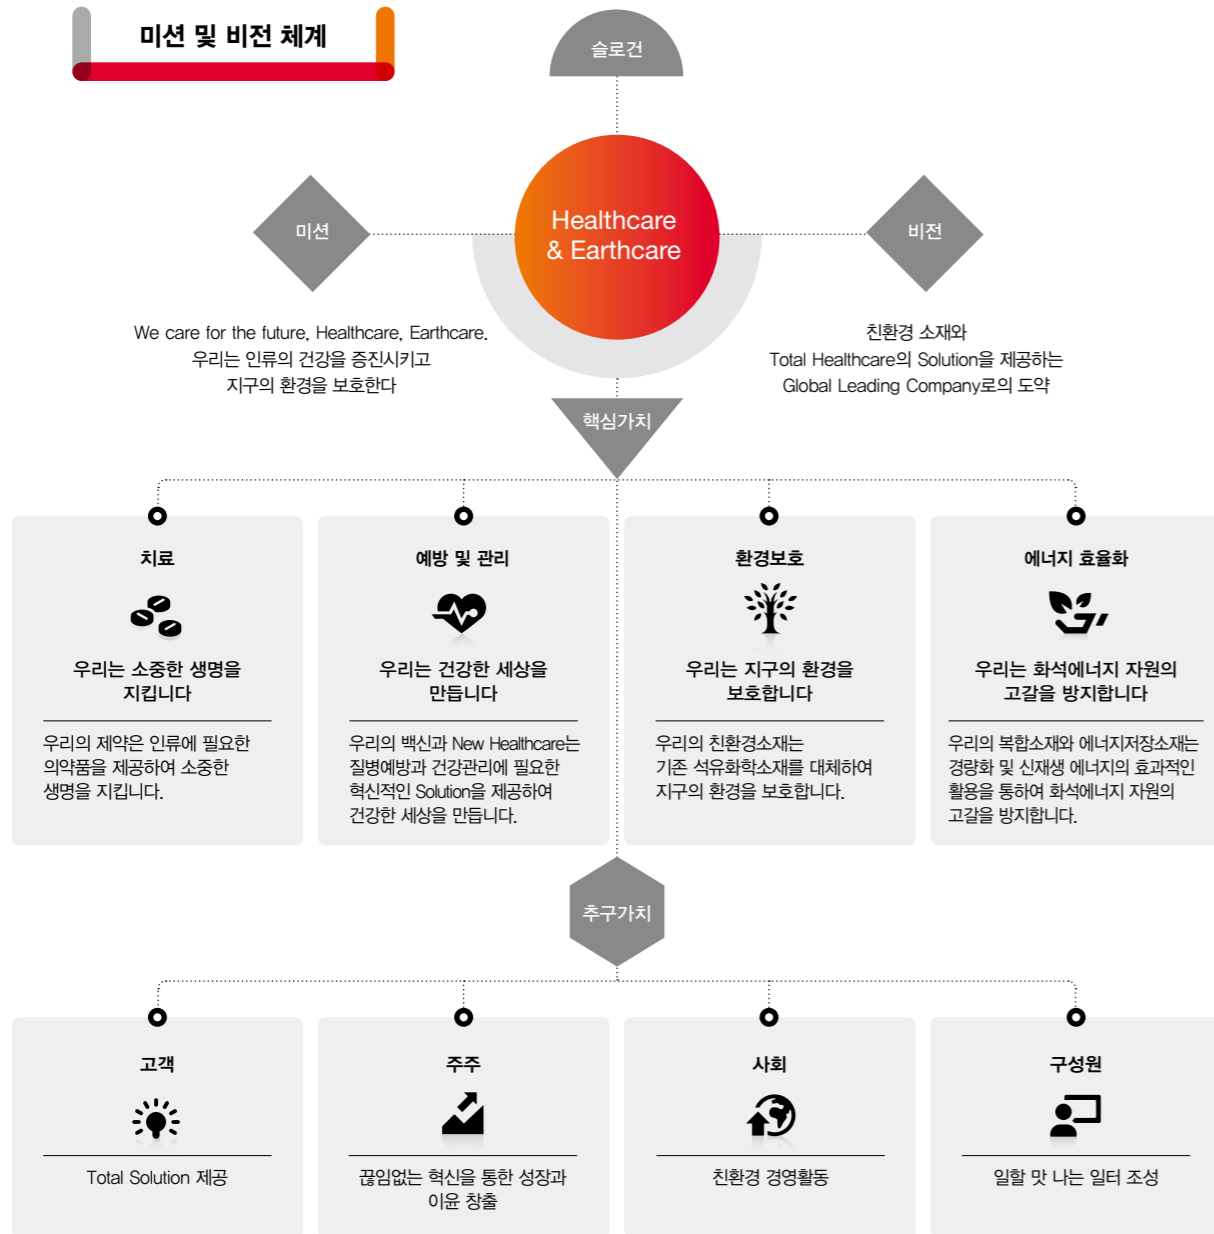 미션 및 비전 체계
슬로건
Healthcare
& Earthcare
미션
We care for the future, Healthcare, Earthcare.
우리는 인류의 건강을 증진시키고
지구의 환경을 보호한다
비전
친환경 소재와
Total Healthcare의 Solution을 제공하는
Global Leading Company로의 도약
핵심가치
치료
우리는 소중한 생명을
지킵니다
우리의 제약은 인류에 필요한
의약품을 제공하여 소중한
생명을 지킵니다.
예방 및 관리
우리는 건강한 세상을
만듭니다
우리의 백신과 New Healthcare는
질병예방과 건강관리에 필요한
혁신적인 Solution을 제공하여
건강한 세상을 만듭니다.
환경보호
우리는 지구의 환경을
보호합니다
우리의 친환경소재는
기존 석유화학소재를 대체하여
지구의 환경을 보호합니다.
에너지 효율화
우리는 화석에너지 자원의
고갈을 방지합니다
우리의 복합소재와 에너지저장소재는
경량화 및 신재생 에너지의 효과적인
활용을 통하여 화석에너지 자원의
고갈을 방지합니다.
추구가치
고객
Total Solution 제공
주주
끊임없는 혁신을 통한 성장과
이윤 창출
사회
친환경 경영활동
구성원
일할 맛 나는 일터 조성